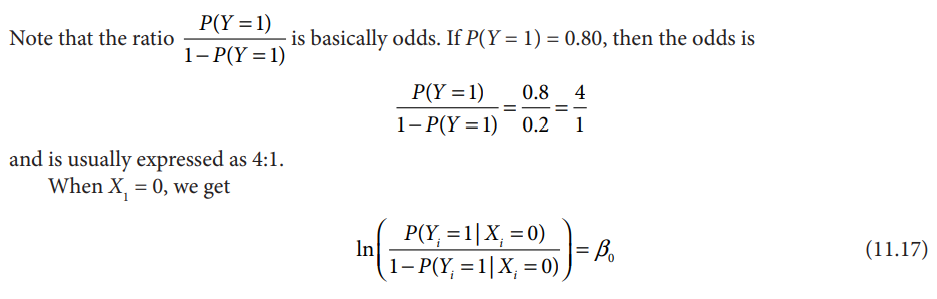 Note that the ratio P(Y = 1) / 1 − P(Y = 1) is basically odds. If P(Y = 1) = 0.80, then the odds is
P(Y = 1) / 1 − P(Y = 1) = 0.8 / 0.2 = 4 / 1
and is usually expressed as 4:1.
When X₁ = 0, we get
ln( P(Yᵢ = 1| Xᵢ = 0) / 1 − P(Yᵢ = 1| Xᵢ = 0) ) = β₀ (11.17)